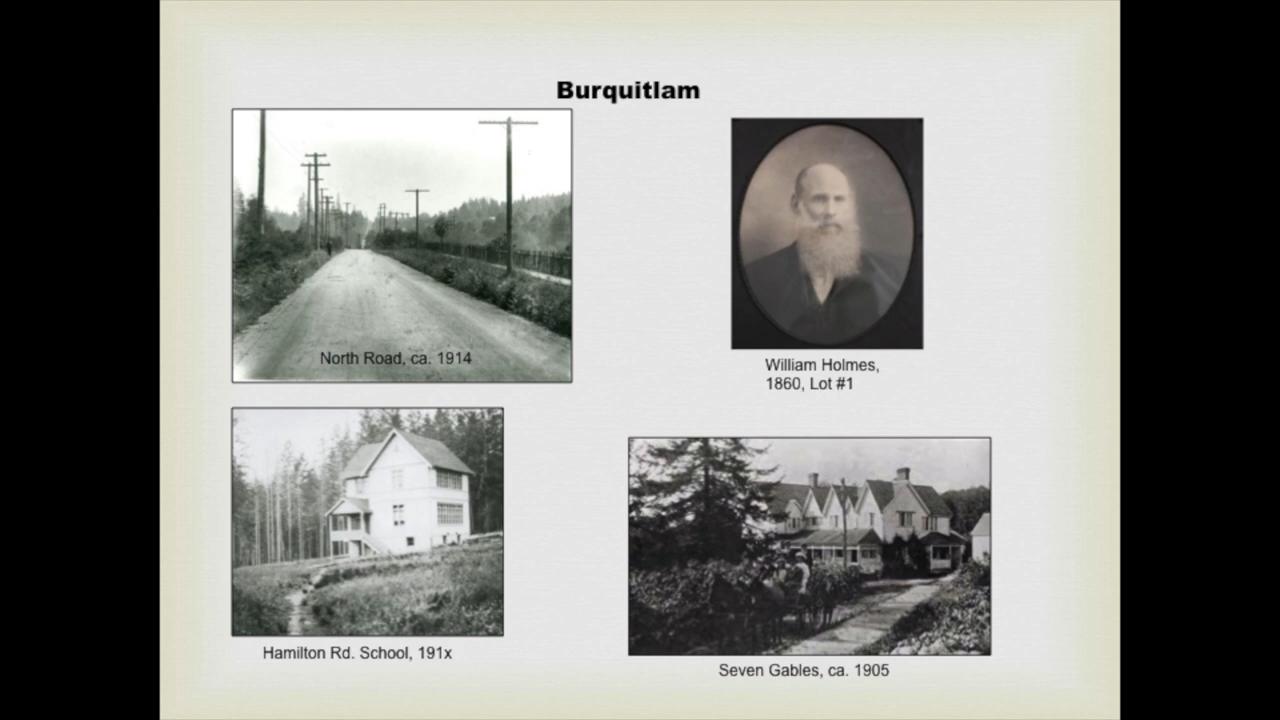 Burquitlam
North Road, ca. 1914
William Holmes,
1860, Lot #1
Hamilton Rd. School, 191x
Seven Gables, ca. 1905